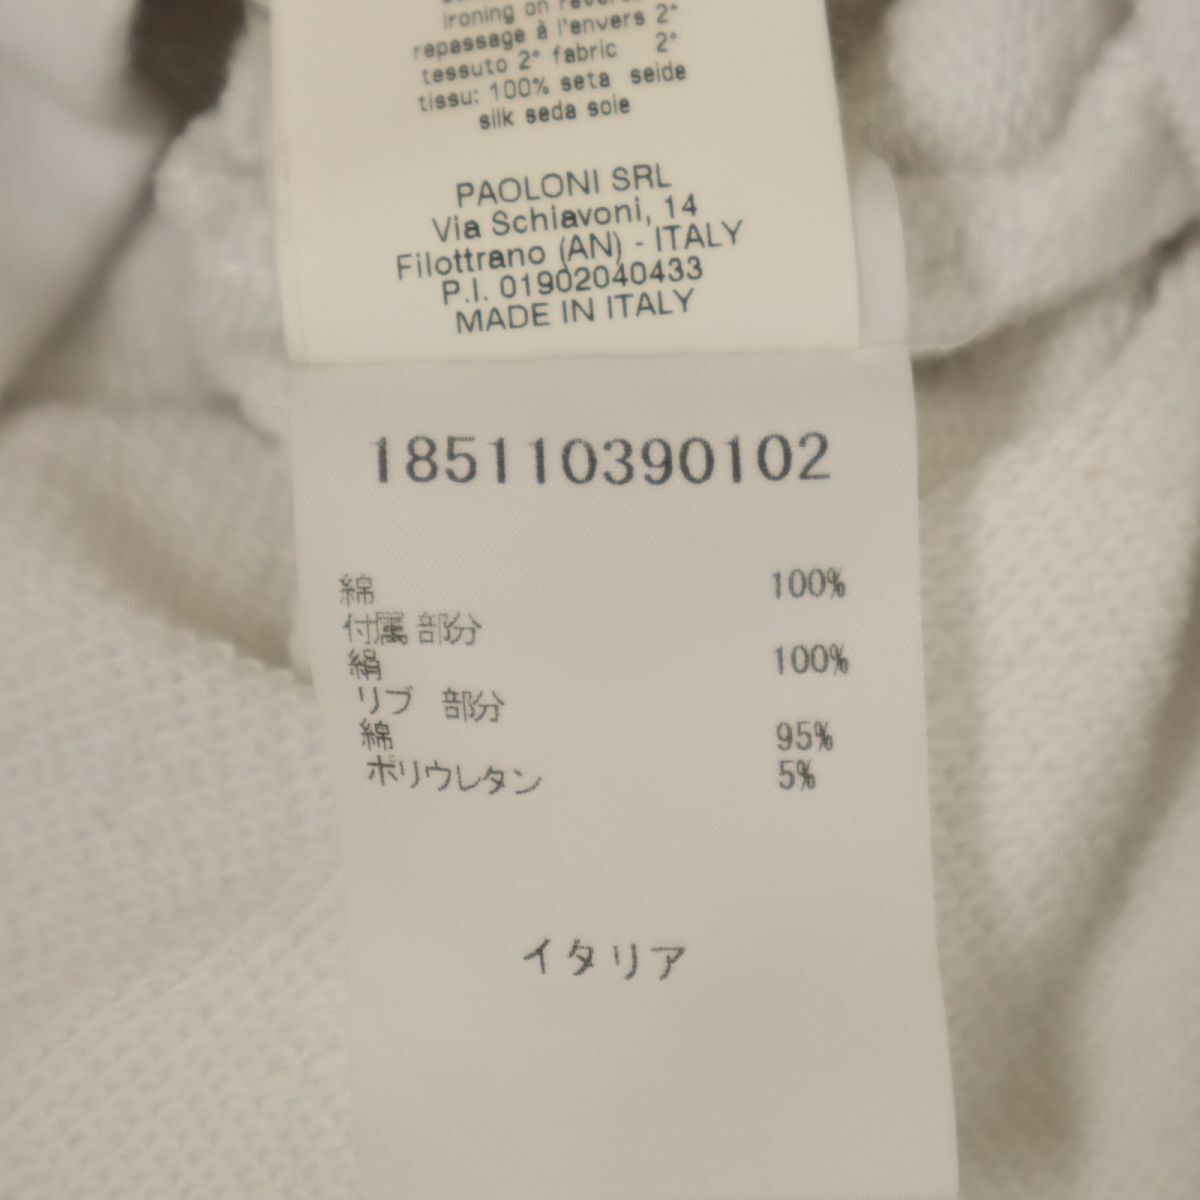 ironing on reverse
repassage à l'envers 2°
tessuto 2° fabric 2°
tissu: 100% seta seide
silk seda soie
PAOLONI SRL
Via Schiavoni, 14
Filottrano (AN) - ITALY
P.I. 01902040433
MADE IN ITALY
185110390102
綿 100%
付属 部分
絹 100%
リブ 部分
綿 95%
ポリウレタン 5%
イタリア